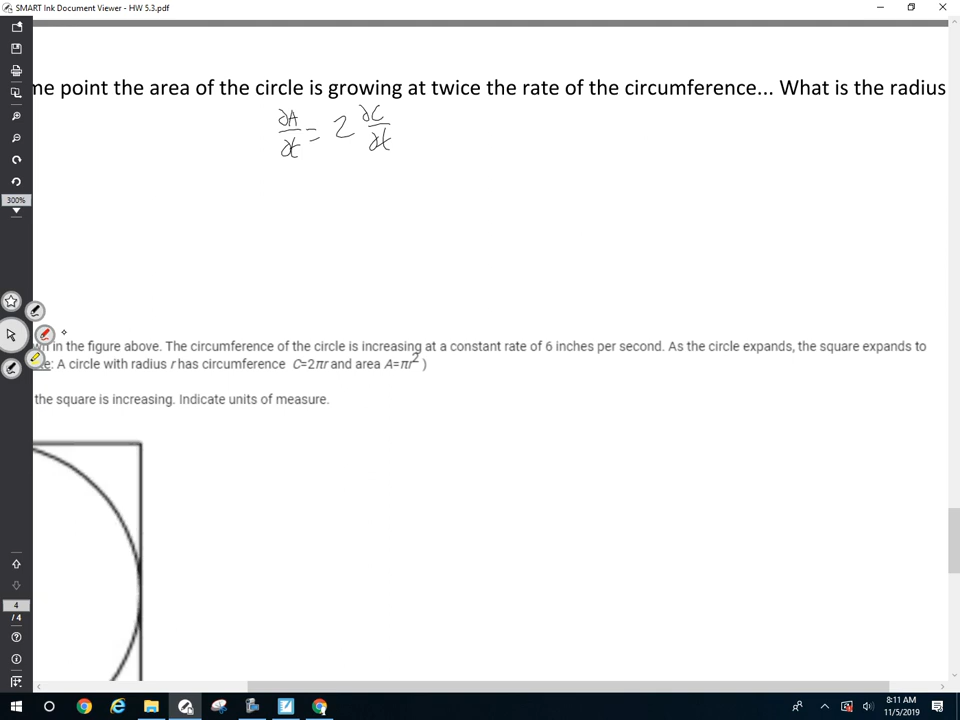 SMART Ink Document Viewer - HW 5.3.pdf
me point the area of the circle is growing at twice the rate of the circumference... What is the radius
∂A/∂t = 2 ∂C/∂t
300%
in the figure above. The circumference of the circle is increasing at a constant rate of 6 inches per second. As the circle expands, the square expands to
: A circle with radius r has circumference C=2πr and area A=πr² )
the square is increasing. Indicate units of measure.
4
/ 4
8:11 AM
11/5/2019